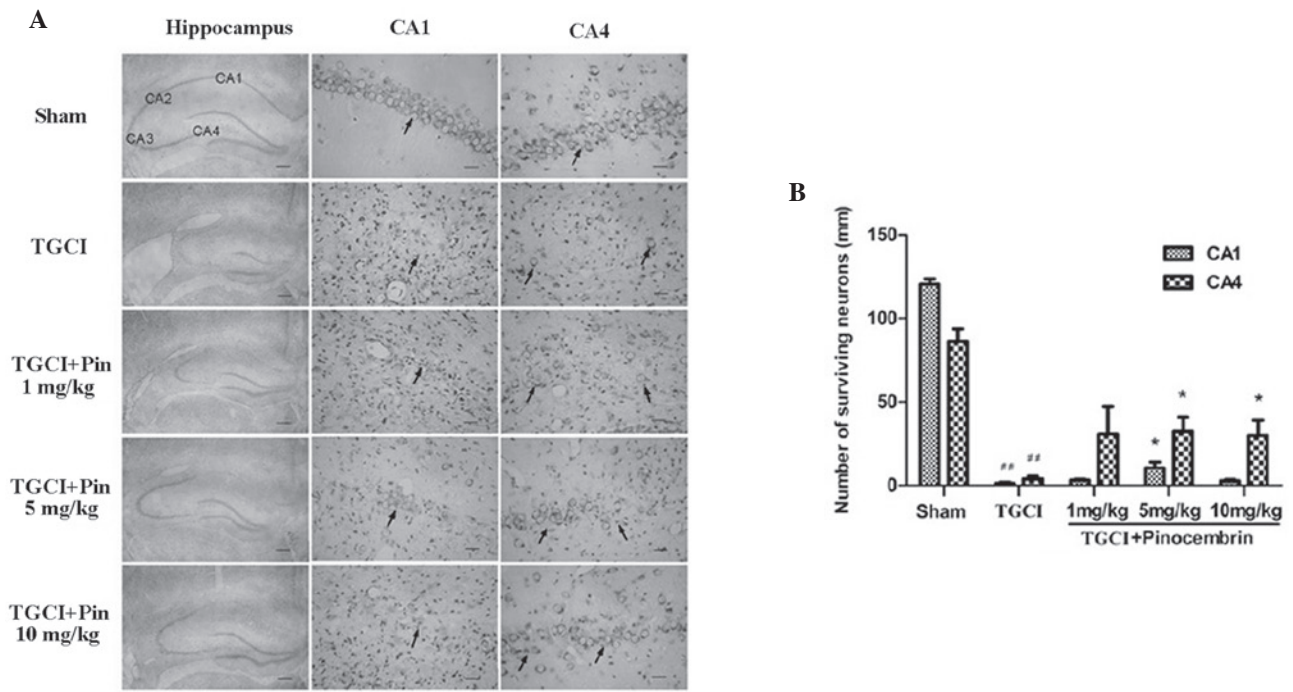 A
Hippocampus CA1 CA4
Sham
CA1
CA2
CA3
CA4
TGCI
TGCI+Pin
1 mg/kg
TGCI+Pin
5 mg/kg
TGCI+Pin
10 mg/kg
B
Number of surviving neurons (mm)
150
100
50
0
CA1
CA4
##
##
*
*
*
Sham TGCI 1mg/kg 5mg/kg 10mg/kg
TGCI+Pinocembrin